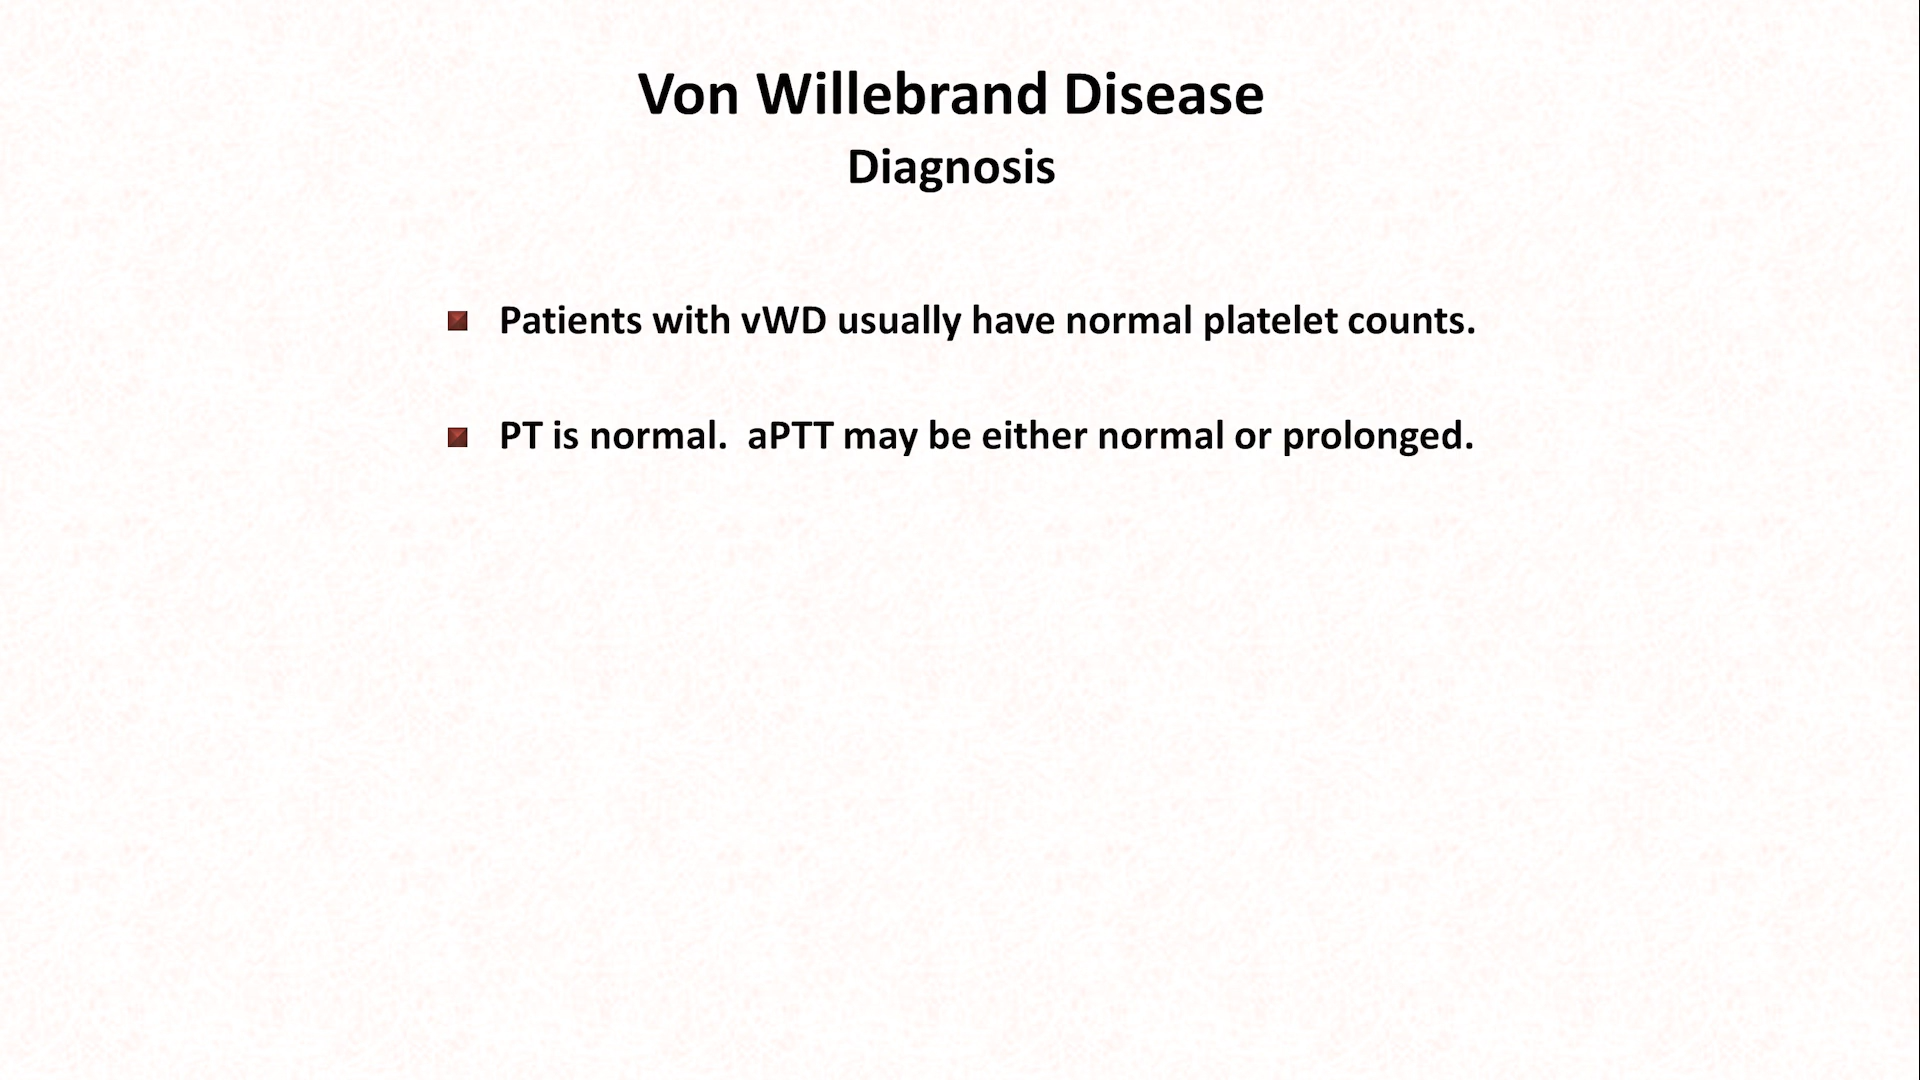 Von Willebrand Disease
Diagnosis
Patients with vWD usually have normal platelet counts.
PT is normal.  aPTT may be either normal or prolonged.